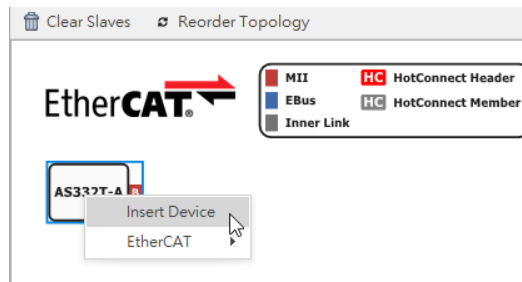 Clear Slaves Reorder Topology
EtherCAT®
MII HC HotConnect Header
EBus HC HotConnect Member
Inner Link
AS332T-A B
Insert Device
EtherCAT